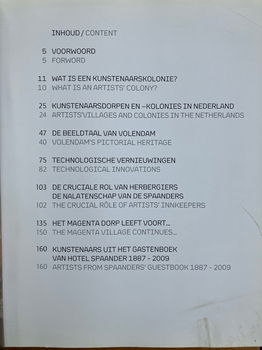 INHOUD / CONTENT
5 VOORWOORD
5 FORWORD
11 WAT IS EEN KUNSTENAARSKOLONIE?
10 WHAT IS AN ARTISTS' COLONY?
25 KUNSTENAARSDORPEN EN -KOLONIES IN NEDERLAND
24 ARTISTS'VILLAGES AND COLONIES IN THE NETHERLANDS
47 DE BEELDTAAL VAN VOLENDAM
40 VOLENDAM'S PICTORIAL HERITAGE
75 TECHNOLOGISCHE VERNIEUWINGEN
82 TECHNOLOGICAL INNOVATIONS
103 DE CRUCIALE ROL VAN HERBERGIERS
DE NALATENSCHAP VAN DE SPAANDERS
102 THE CRUCIAL RÔLE OF ARTISTS' INNKEEPERS
135 HET MAGENTA DORP LEEFT VOORT...
150 THE MAGENTA VILLAGE CONTINUES...
160 KUNSTENAARS UIT HET GASTENBOEK
VAN HOTEL SPAANDER 1887 - 2009
160 ARTISTS FROM SPAANDERS' GUESTBOOK 1887 - 2009